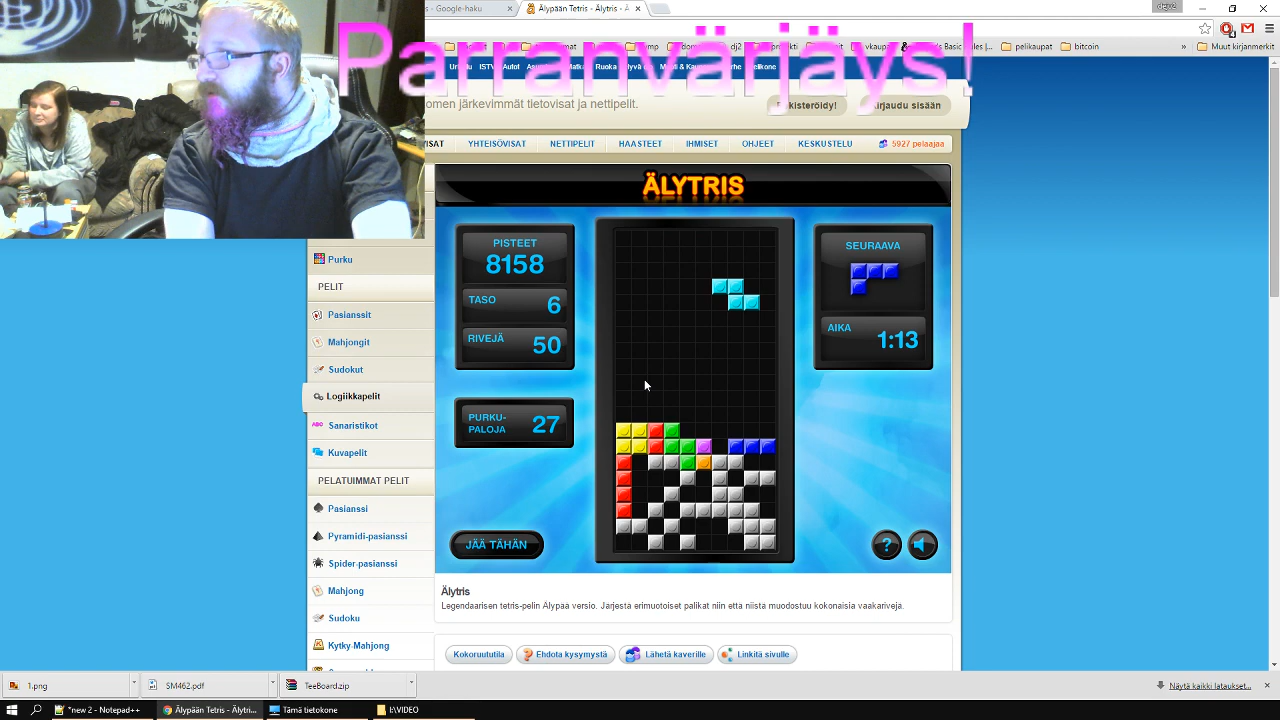 s - Google-haku
Älypään Tetris - Älytris -
Parranvärjäys!
pelikaupat
bitcoin
Muut kirjanmerkit
ISTV
Autot
Ruoka
omen järkevimmät tietovisat ja nettipelit.
Kirjaudu sisään
VISAT
YHTEISÖVISAT
NETTIPELIT
HAASTEET
IHMISET
OHJEET
KESKUSTELU
5927 pelaajaa
ÄLYTRIS
PISTEET
8158
TASO 6
RIVEJÄ 50
PURKU-
PALOJA 27
JÄÄ TÄHÄN
SEURAAVA
AIKA
1:13
?
Purku
PELIT
Pasianssit
Mahjongit
Sudokut
Logiikkapelit
ABC Sanaristikot
Kuvapelit
PELATUIMMAT PELIT
Pasianssi
Pyramidi-pasianssi
Spider-pasianssi
Mahjong
Sudoku
Kytky-Mahjong
Älytris
Legendaarisen tetris-pelin Älypää versio. Järjestä erimuotoiset palikat niin että niistä muodostuu kokonaisia vaakarivejä.
Kokoruututila
Ehdota kysymystä
Lähetä kaverille
Linkitä sivulle
1.png
SM462.pdf
TeeBoard.zip
Näytä kaikki lataukset...
*new 2 - Notepad++
Älypään Tetris - Älytri...
Tämä tietokone
I:\VIDEO